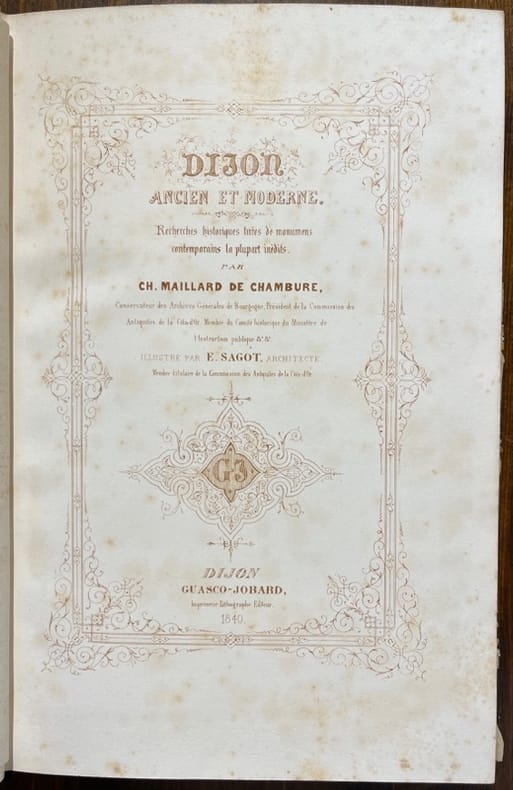 DIJON
ANCIEN ET MODERNE.
Recherches historiques tirées de monumens
contemporains la plupart inédits.
PAR
CH. MAILLARD DE CHAMBURE,
Conservateur des Archives Générales de Bourgogne, Président de la Commission des
Antiquités de la Côte-d'Or, Membre du Comité historique du Ministère de
l'Instruction publique &ª &ª
ILLUSTRÉ PAR E. SAGOT, ARCHITECTE
Membre titulaire de la Commission des Antiquités de la Côte-d'Or
GJ
DIJON
GUASCO-JOBARD,
Imprimeur Lithographe Editeur.
1840.